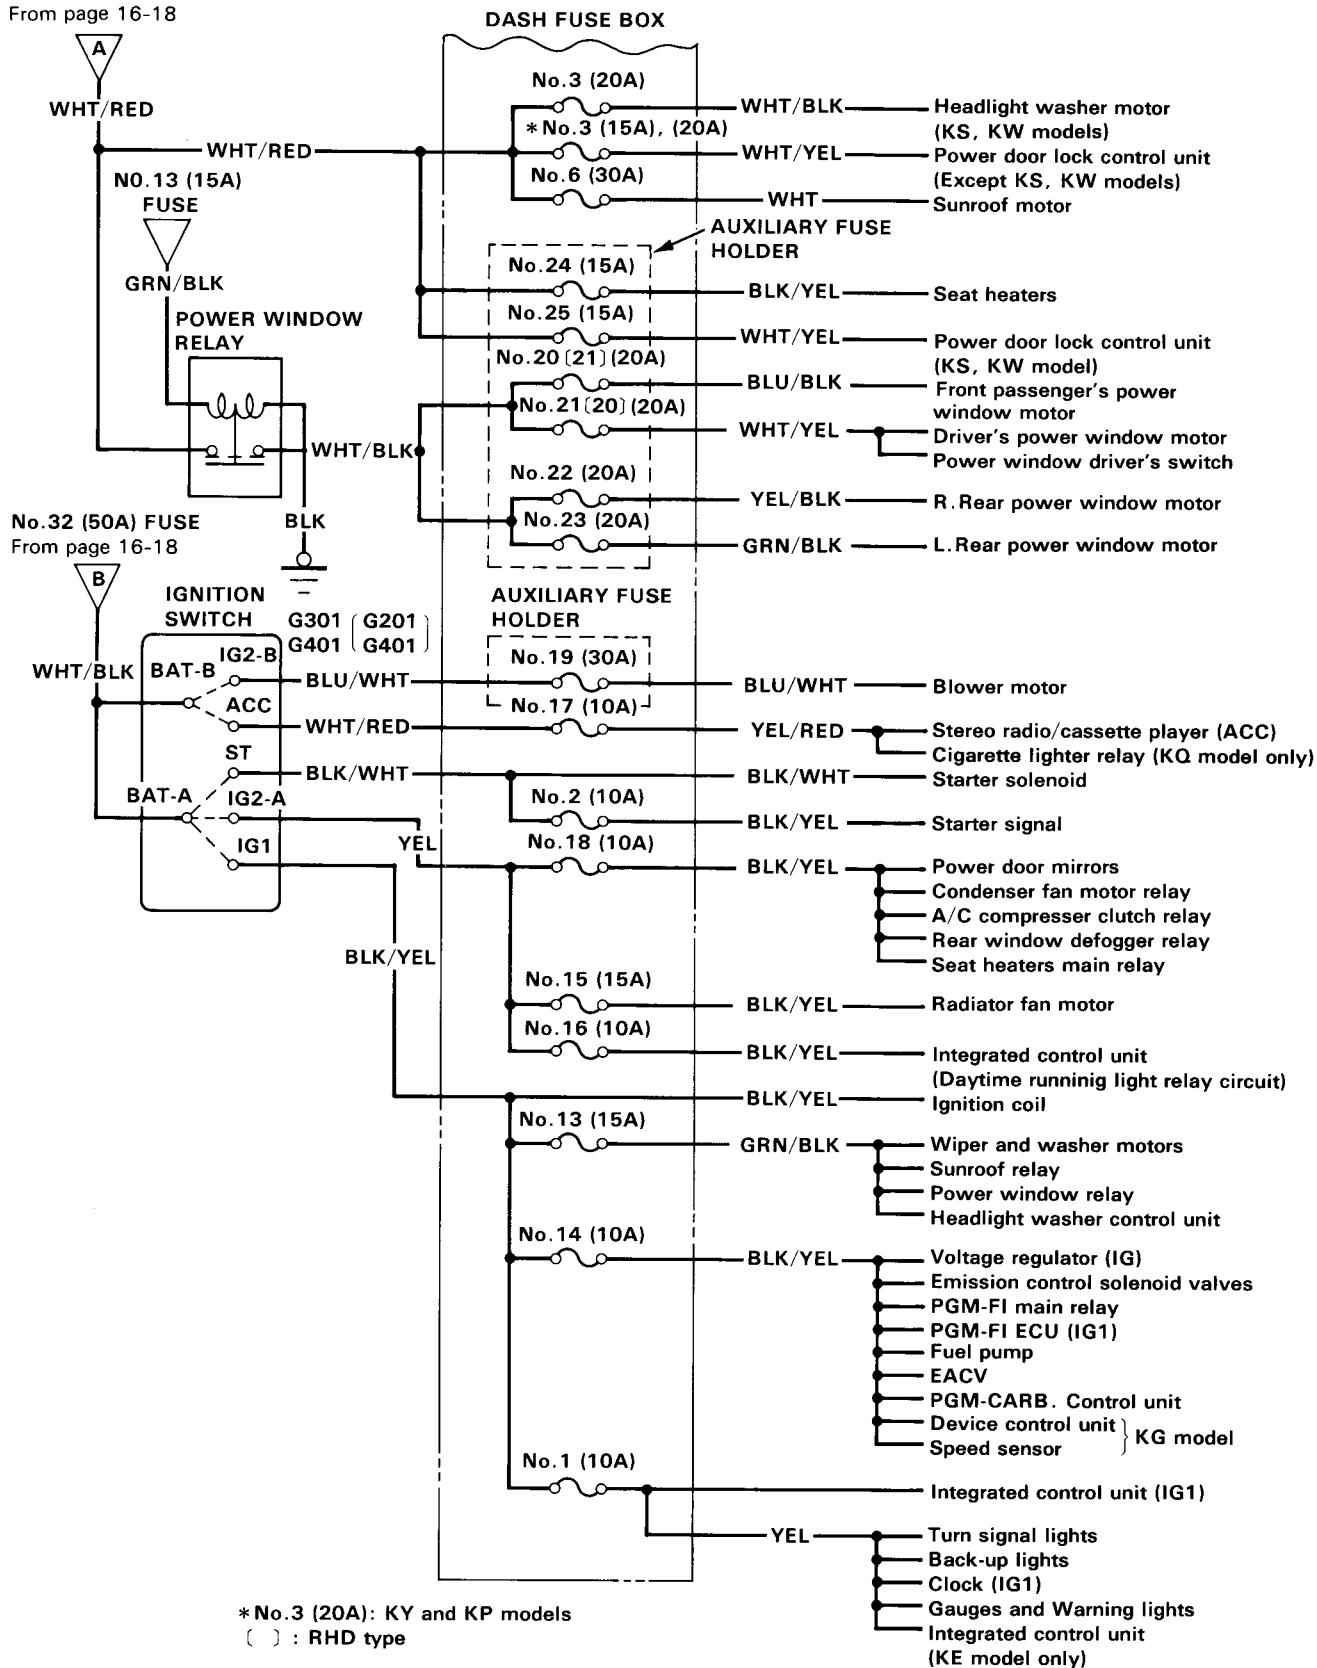 From page 16-18
DASH FUSE BOX
A
WHT/RED
No.3 (20A)
WHT/BLK
Headlight washer motor
(KS, KW models)
*No.3 (15A), (20A)
WHT/RED
WHT/YEL
Power door lock control unit
(Except KS, KW models)
No.6 (30A)
WHT
Sunroof motor
NO.13 (15A)
FUSE
AUXILIARY FUSE
HOLDER
GRN/BLK
No.24 (15A)
BLK/YEL
Seat heaters
POWER WINDOW
RELAY
No.25 (15A)
WHT/YEL
Power door lock control unit
(KS, KW model)
No.20 [21] (20A)
BLU/BLK
Front passenger's power
window motor
No.21 [20] (20A)
WHT/BLK
WHT/YEL
Driver's power window motor
Power window driver's switch
No.22 (20A)
YEL/BLK
R.Rear power window motor
No.23 (20A)
GRN/BLK
L.Rear power window motor
BLK
No.32 (50A) FUSE
From page 16-18
B
WHT/BLK
IGNITION
SWITCH
G301 [G201]
G401 [G401]
AUXILIARY FUSE
HOLDER
BAT-B
IG2-B
BLU/WHT
No.19 (30A)
BLU/WHT
Blower motor
ACC
WHT/RED
No.17 (10A)
YEL/RED
Stereo radio/cassette player (ACC)
Cigarette lighter relay (KQ model only)
ST
BLK/WHT
BLK/WHT
Starter solenoid
BAT-A
IG2-A
YEL
No.2 (10A)
BLK/YEL
Starter signal
IG1
No.18 (10A)
BLK/YEL
Power door mirrors
Condenser fan motor relay
A/C compresser clutch relay
Rear window defogger relay
Seat heaters main relay
BLK/YEL
No.15 (15A)
BLK/YEL
Radiator fan motor
No.16 (10A)
BLK/YEL
Integrated control unit
(Daytime runninig light relay circuit)
BLK/YEL
Ignition coil
No.13 (15A)
GRN/BLK
Wiper and washer motors
Sunroof relay
Power window relay
Headlight washer control unit
No.14 (10A)
BLK/YEL
Voltage regulator (IG)
Emission control solenoid valves
PGM-FI main relay
PGM-FI ECU (IG1)
Fuel pump
EACV
PGM-CARB. Control unit
Device control unit
Speed sensor
KG model
No.1 (10A)
Integrated control unit (IG1)
YEL
Turn signal lights
Back-up lights
Clock (IG1)
Gauges and Warning lights
Integrated control unit
(KE model only)
*No.3 (20A): KY and KP models
[ ] : RHD type